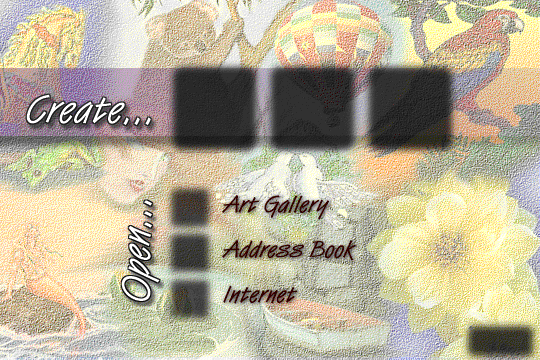 Create...
Open...
Art Gallery
Address Book
Internet